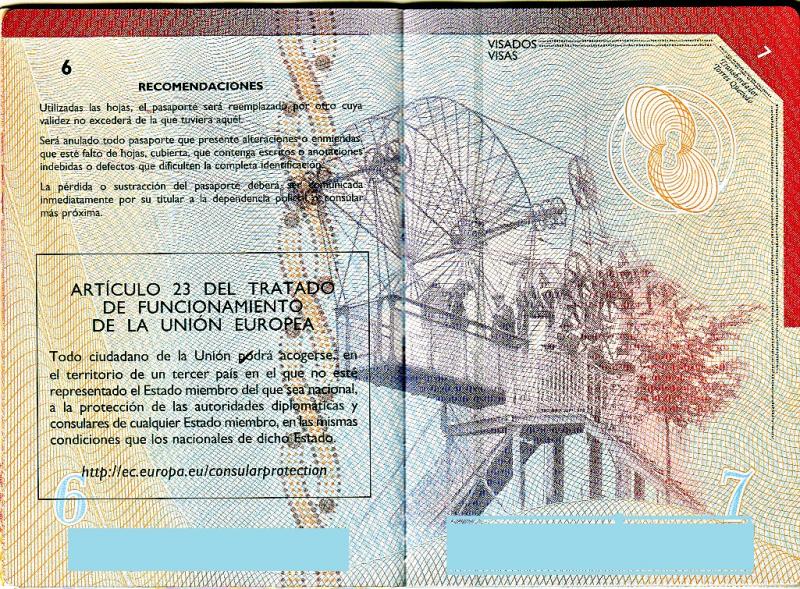 6
RECOMENDACIONES
Utilizadas las hojas, el pasaporte será reemplazado por otro cuya
validez no excederá de la que tuviera aquél.
Será anulado todo pasaporte que presente alteraciones o enmiendas,
que esté falto de hojas, cubierta, que contenga escritos o anotaciones
indebidas o defectos que dificulten la completa identificación.
La pérdida o sustracción del pasaporte deberá ser comunicada
inmediatamente por su titular a la dependencia policial o consular
más próxima.
ARTÍCULO 23 DEL TRATADO
DE FUNCIONAMIENTO
DE LA UNIÓN EUROPEA
Todo ciudadano de la Unión podrá acogerse, en
el territorio de un tercer país en el que no esté
representado el Estado miembro del que sea nacional,
a la protección de las autoridades diplomáticas y
consulares de cualquier Estado miembro, en las mismas
condiciones que los nacionales de dicho Estado.
http://ec.europa.eu/consularprotection
6
VISADOS
VISAS
7
Transbordador
Torres Quevedo
7